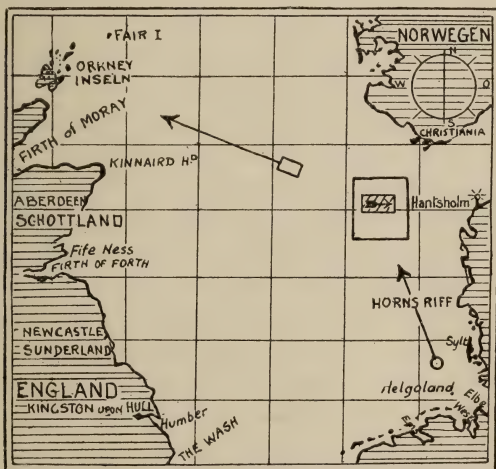 FAIR I
NORWEGEN
ORKNEY
INSELN
N
W
O
S
CHRISTIANIA
FIRTH of MORAY
KINNAIRD HD
ABERDEEN
SCHOTTLAND
Hantsholm
Fife Ness
FIRTH OF FORTH
HORNS RIFF
NEWCASTLE
SUNDERLAND
Sylt
ENGLAND
KINGSTON UPON HULL
Humber
THE WASH
Helgoland
Elbe